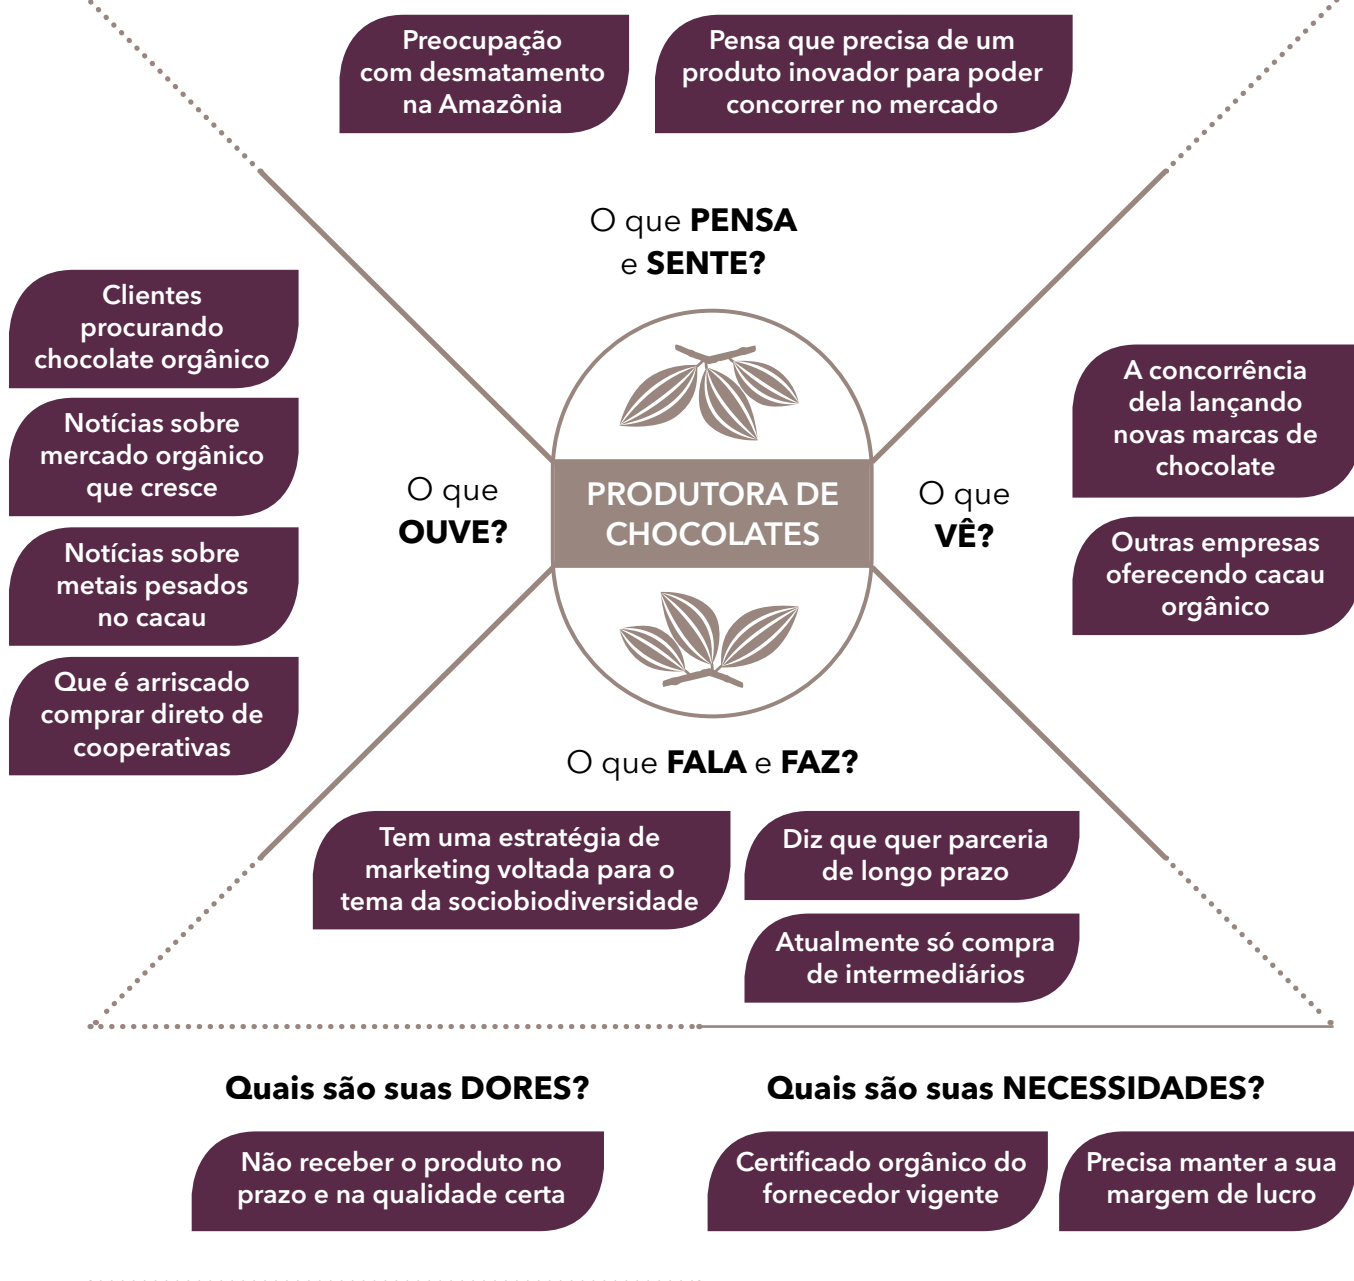 Preocupação
com desmatamento
na Amazônia
Pensa que precisa de um
produto inovador para poder
concorrer no mercado
O que PENSA
e SENTE?
Clientes
procurando
chocolate orgânico
Notícias sobre
mercado orgânico
que cresce
Notícias sobre
metais pesados
no cacau
Que é arriscado
comprar direto de
cooperativas
O que
OUVE?
PRODUTORA DE
CHOCOLATES
O que
VÊ?
A concorrência
dela lançando
novas marcas de
chocolate
Outras empresas
oferecendo cacau
orgânico
O que FALA e FAZ?
Tem uma estratégia de
marketing voltada para o
tema da sociobiodiversidade
Diz que quer parceria
de longo prazo
Atualmente só compra
de intermediários
Quais são suas DORES?
Não receber o produto no
prazo e na qualidade certa
Quais são suas NECESSIDADES?
Certificado orgânico do
fornecedor vigente
Precisa manter a sua
margem de lucro